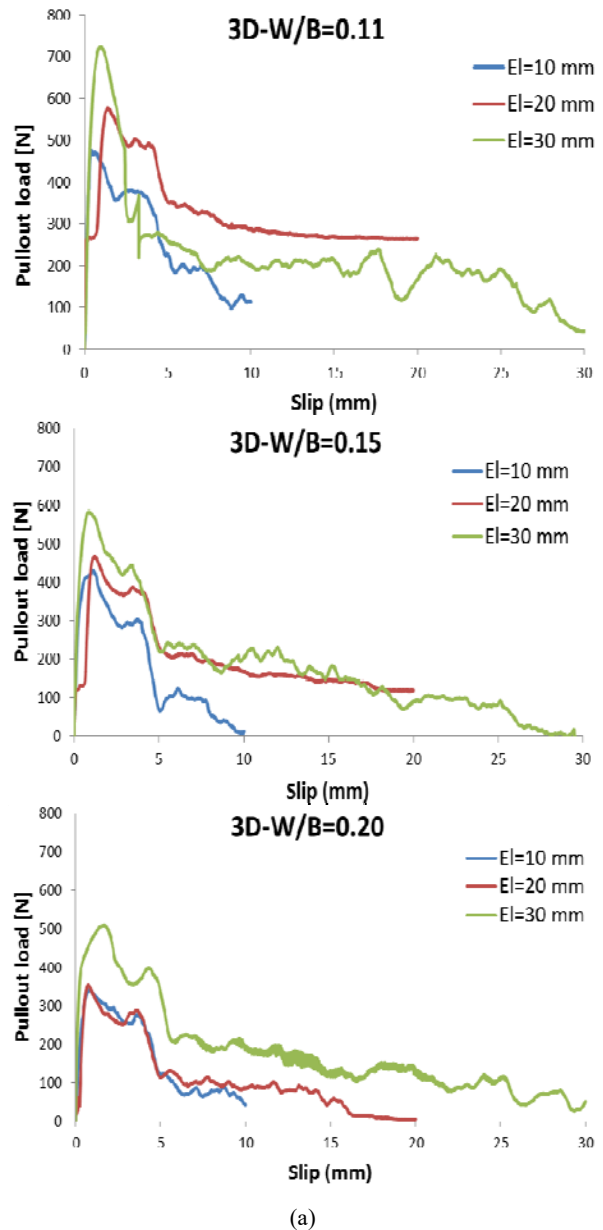 3D-W/B=0.11
El=10 mm
El=20 mm
El=30 mm
Pullout load [N]
800
700
600
500
400
300
200
100
0
0 5 10 15 20 25 30
Slip (mm)
3D-W/B=0.15
El=10 mm
El=20 mm
El=30 mm
Pullout load [N]
800
700
600
500
400
300
200
100
0
0 5 10 15 20 25 30
Slip (mm)
3D-W/B=0.20
El=10 mm
El=20 mm
El=30 mm
Pullout load [N]
800
700
600
500
400
300
200
100
0
0 5 10 15 20 25 30
Slip (mm)
(a)